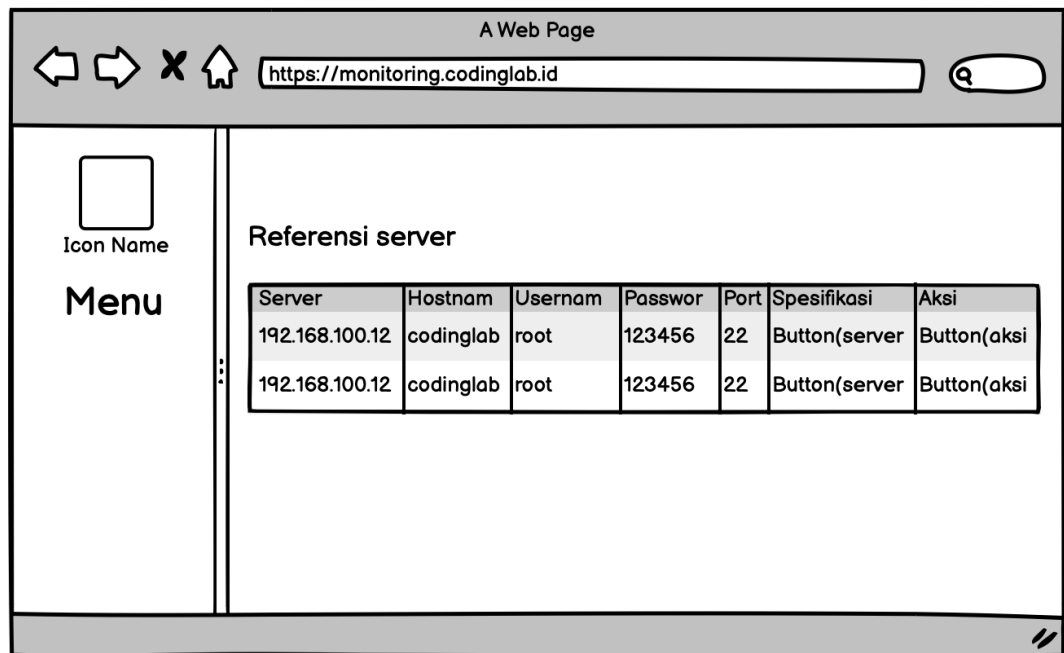 A Web Page
https://monitoring.codinglab.id
Icon Name
Menu
Referensi server
Server Hostnam Usernam Passwor Port Spesifikasi Aksi
192.168.100.12 codinglab root 123456 22 Button(server Button(aksi
192.168.100.12 codinglab root 123456 22 Button(server Button(aksi